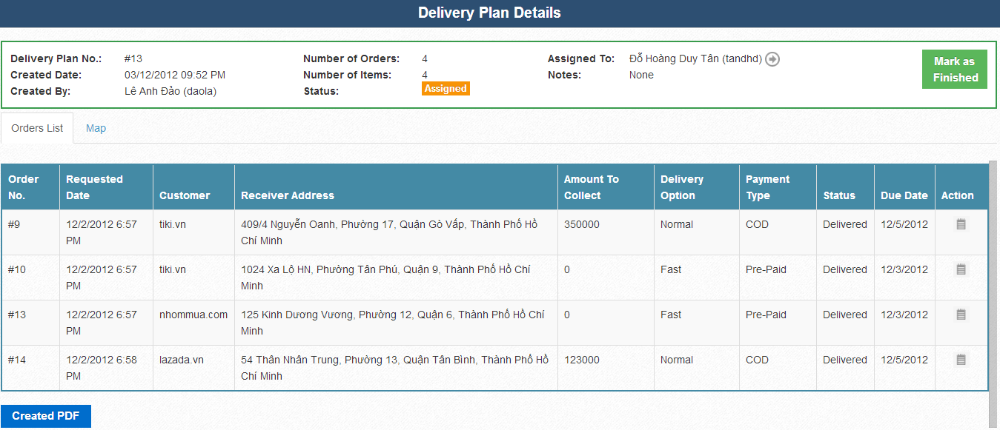 Delivery Plan Details
Delivery Plan No.: #13 Number of Orders: 4 Assigned To: Đỗ Hoàng Duy Tân (tandhd) Mark as
Created Date: 03/12/2012 09:52 PM Number of Items: 4 Notes: None Finished
Created By: Lê Anh Đảo (daola) Status: Assigned
Orders List Map
Order Requested Amount To Delivery Payment
No. Date Customer Receiver Address Collect Option Type Status Due Date Action
#9 12/2/2012 6:57 tiki.vn 409/4 Nguyễn Oanh, Phường 17, Quận Gò Vấp, Thành Phố Hồ 350000 Normal COD Delivered 12/5/2012
PM Chí Minh
#10 12/2/2012 6:57 tiki.vn 1024 Xa Lộ HN, Phường Tân Phú, Quận 9, Thành Phố Hồ Chí 0 Fast Pre-Paid Delivered 12/3/2012
PM Minh
#13 12/2/2012 6:57 nhommua.com 125 Kinh Dương Vương, Phường 12, Quận 6, Thành Phố Hồ Chí 0 Fast Pre-Paid Delivered 12/3/2012
PM Minh
#14 12/2/2012 6:58 lazada.vn 54 Thân Nhân Trung, Phường 13, Quận Tân Bình, Thành Phố Hồ 123000 Normal COD Delivered 12/5/2012
PM Chí Minh
Created PDF